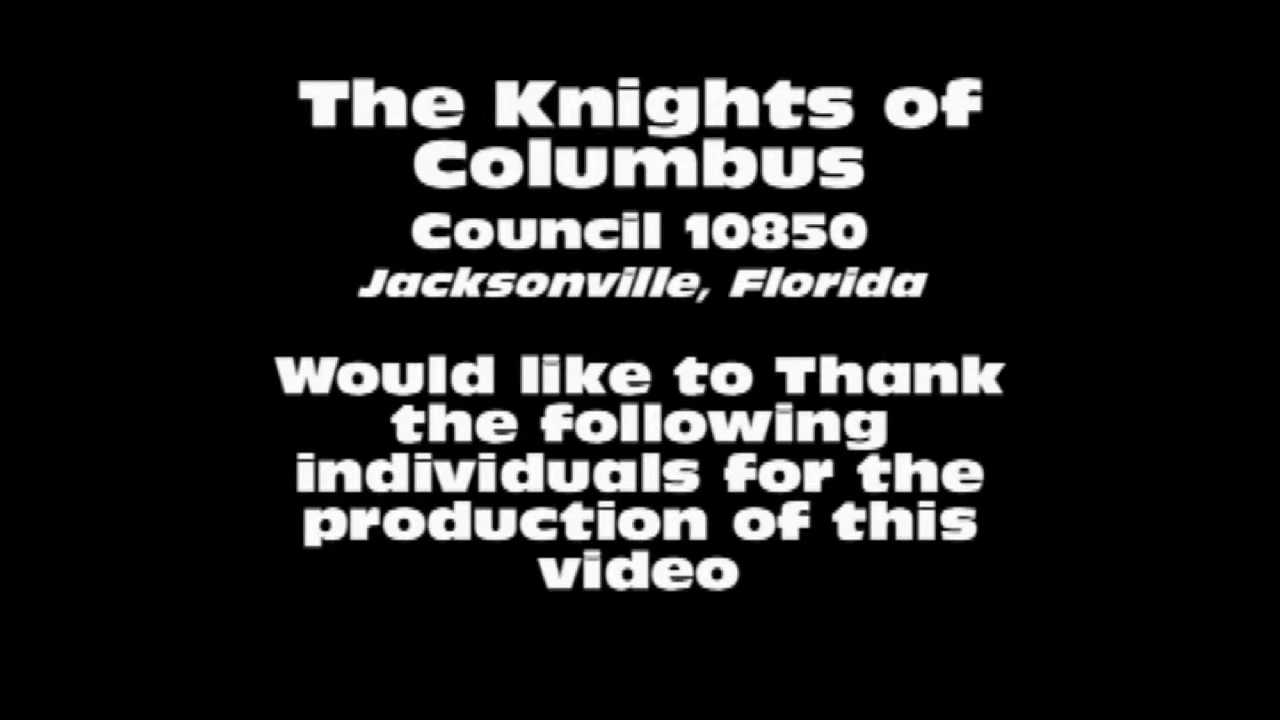 The Knights of
Columbus
Council 10850
Jacksonville, Florida
Would like to Thank
the following
individuals for the
production of this
video